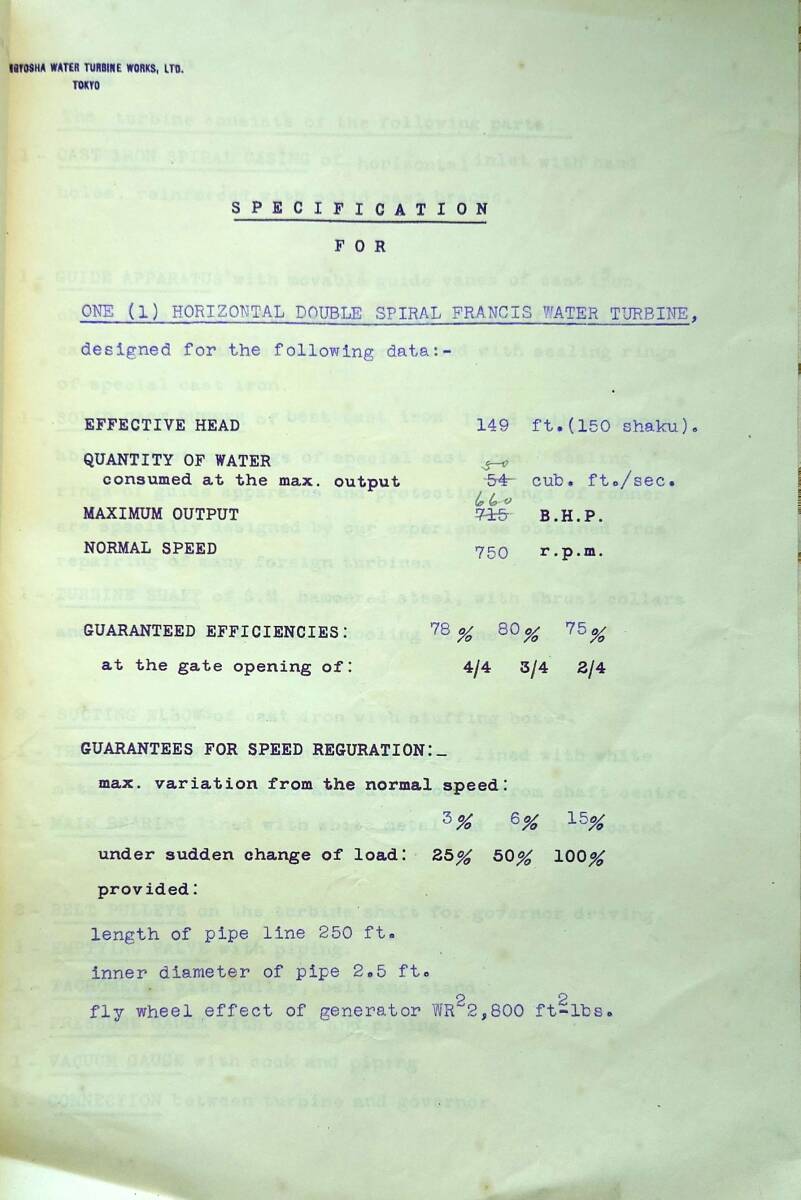 WATER TURBINE WORKS, LTD.
TOKYO
SPECIFICATION
FOR
ONE (1) HORIZONTAL DOUBLE SPIRAL FRANCIS WATER TURBINE,
designed for the following data:-
EFFECTIVE HEAD 149 ft.(150 shaku).
QUANTITY OF WATER 50
consumed at the max. output 54 cub. ft./sec.
660
MAXIMUM OUTPUT 715 B.H.P.
NORMAL SPEED 750 r.p.m.
GUARANTEED EFFICIENCIES: 78% 80% 75%
at the gate opening of: 4/4 3/4 2/4
GUARANTEES FOR SPEED REGURATION:_
max. variation from the normal speed:
3% 6% 15%
under sudden change of load: 25% 50% 100%
provided:
length of pipe line 250 ft.
inner diameter of pipe 2.5 ft.
fly wheel effect of generator WR² 2,800 ft²-lbs.